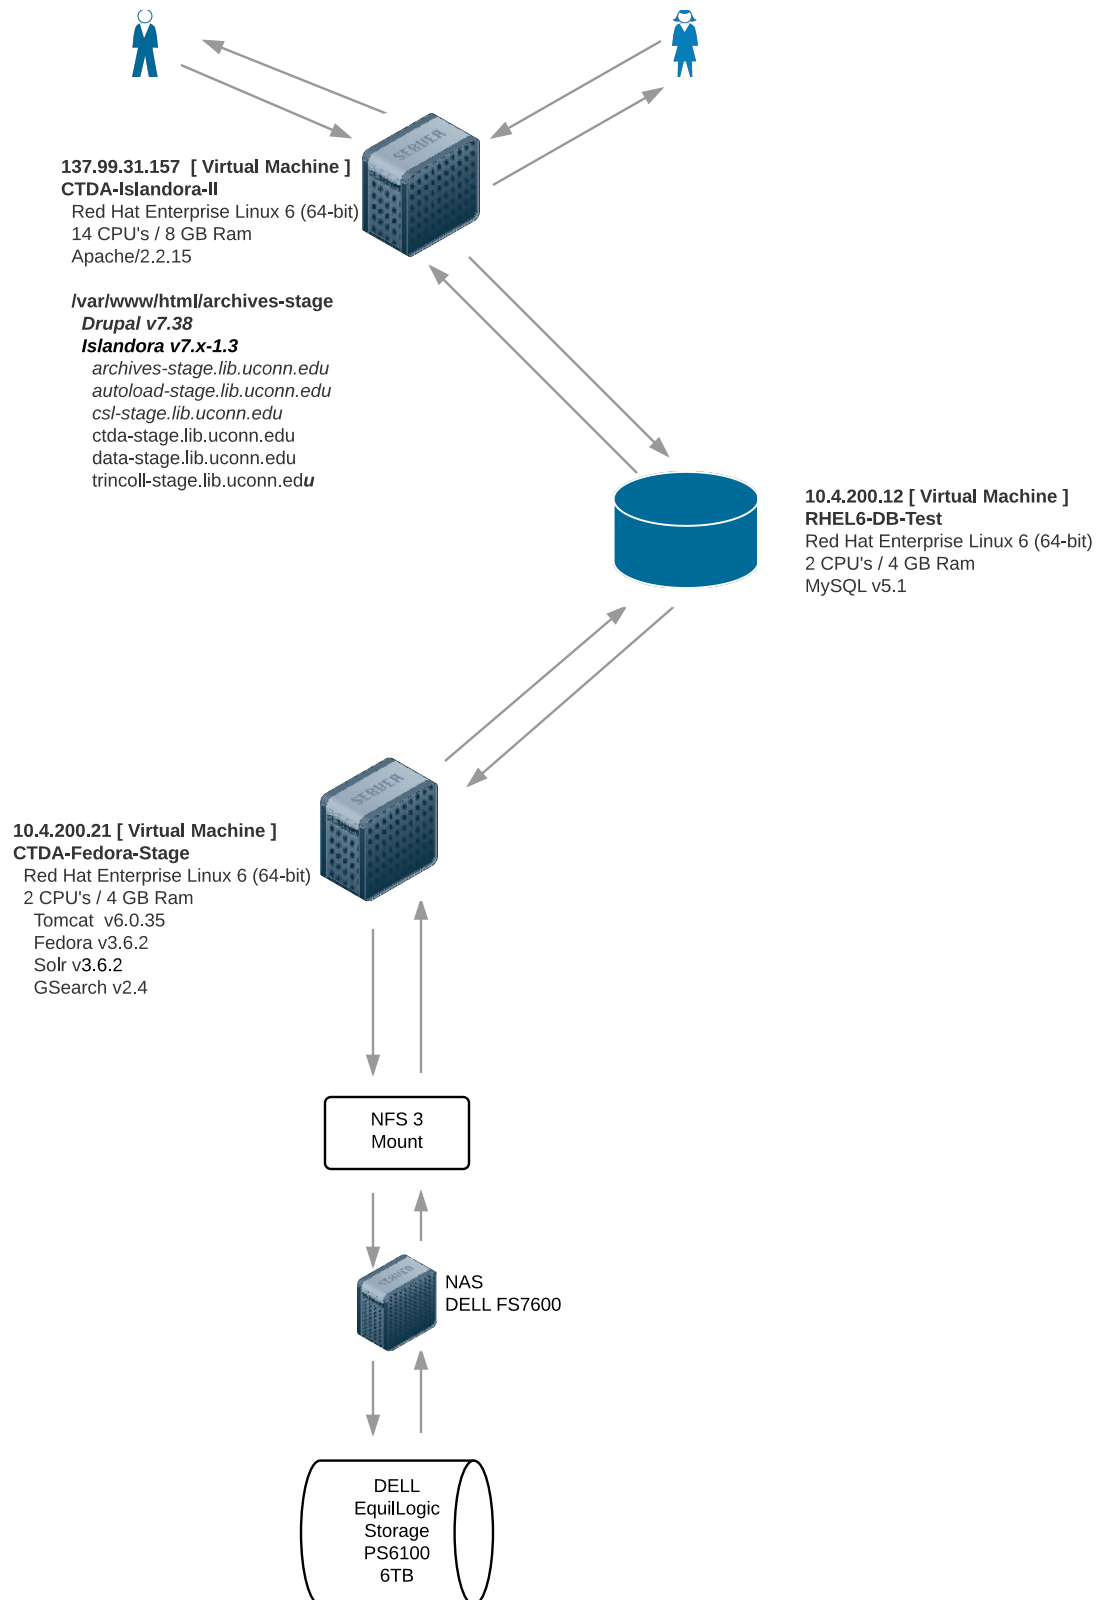 SERVER
137.99.31.157 [ Virtual Machine ]
CTDA-Islandora-II
Red Hat Enterprise Linux 6 (64-bit)
14 CPU's / 8 GB Ram
Apache/2.2.15
/var/www/html/archives-stage
Drupal v7.38
Islandora v7.x-1.3
archives-stage.lib.uconn.edu
autoload-stage.lib.uconn.edu
csl-stage.lib.uconn.edu
ctda-stage.lib.uconn.edu
data-stage.lib.uconn.edu
trincoll-stage.lib.uconn.edu
10.4.200.12 [ Virtual Machine ]
RHEL6-DB-Test
Red Hat Enterprise Linux 6 (64-bit)
2 CPU's / 4 GB Ram
MySQL v5.1
SERVER
10.4.200.21 [ Virtual Machine ]
CTDA-Fedora-Stage
Red Hat Enterprise Linux 6 (64-bit)
2 CPU's / 4 GB Ram
Tomcat v6.0.35
Fedora v3.6.2
Solr v3.6.2
GSearch v2.4
NFS 3
Mount
SERVER
NAS
DELL FS7600
DELL
EquilLogic
Storage
PS6100
6TB